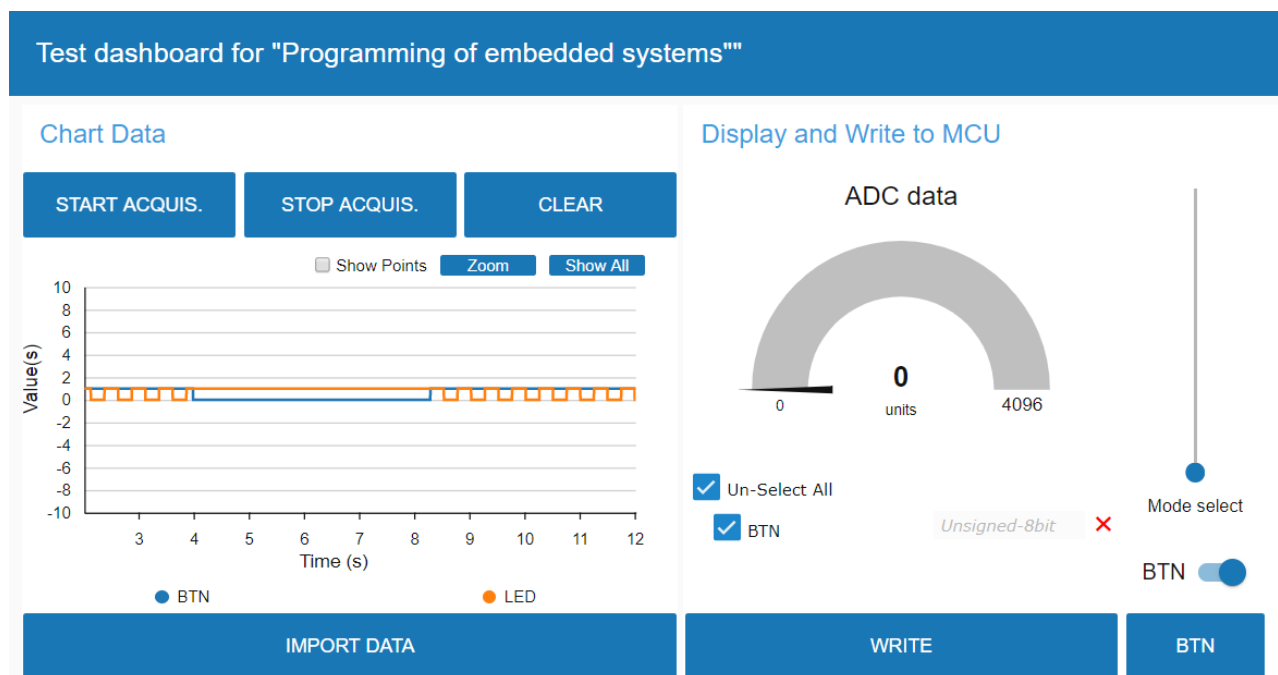 Test dashboard for "Programming of embedded systems""
Chart Data
START ACQUIS.
STOP ACQUIS.
CLEAR
Show Points
Zoom
Show All
Value(s)
10
8
6
4
2
0
-2
-4
-6
-8
-10
3 4 5 6 7 8 9 10 11 12
Time (s)
BTN
LED
IMPORT DATA
Display and Write to MCU
ADC data
0
units
0
4096
Mode select
Un-Select All
BTN
Unsigned-8bit
BTN
WRITE
BTN